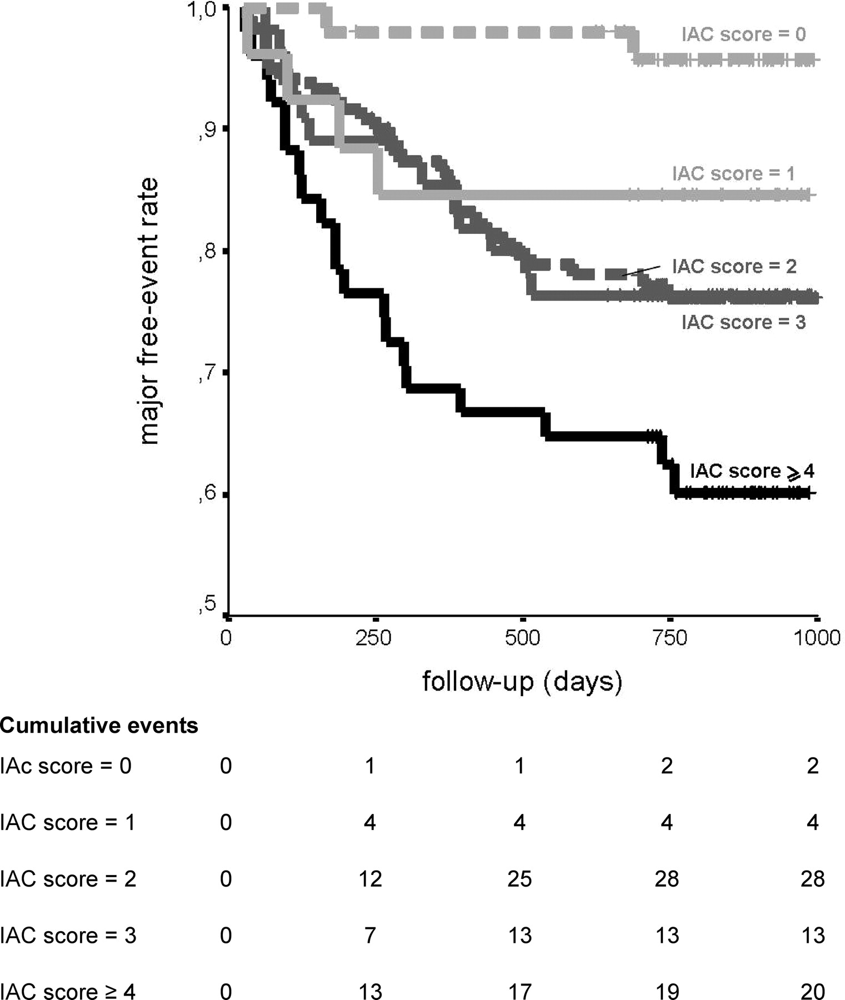 1,0
IAC score = 0
,9
IAC score = 1
major free-event rate
,8
IAC score = 2
IAC score = 3
,7
IAC score ⩾ 4
,6
,5
0 250 500 750 1000
follow-up (days)
Cumulative events
IAc score = 0 0 1 1 2 2
IAC score = 1 0 4 4 4 4
IAC score = 2 0 12 25 28 28
IAC score = 3 0 7 13 13 13
IAC score ≥ 4 0 13 17 19 20